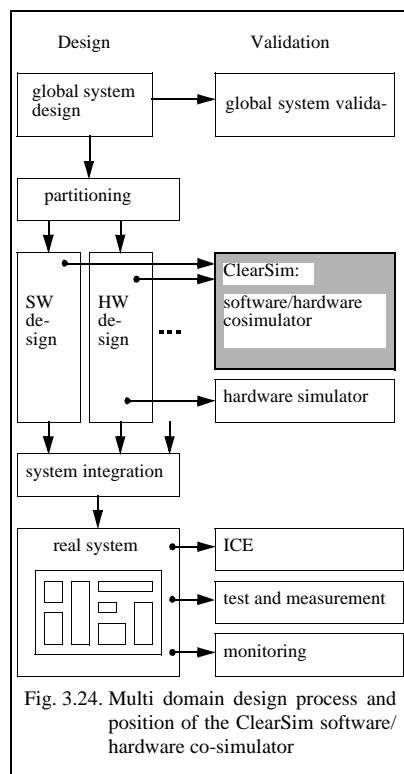 Design Validation
global system
design
global system valida-
partitioning
SW
de-
sign
HW
de-
sign
...
ClearSim:
software/hardware
cosimulator
hardware simulator
system integration
real system
ICE
test and measurement
monitoring
Fig. 3.24. Multi domain design process and
position of the ClearSim software/
hardware co-simulator